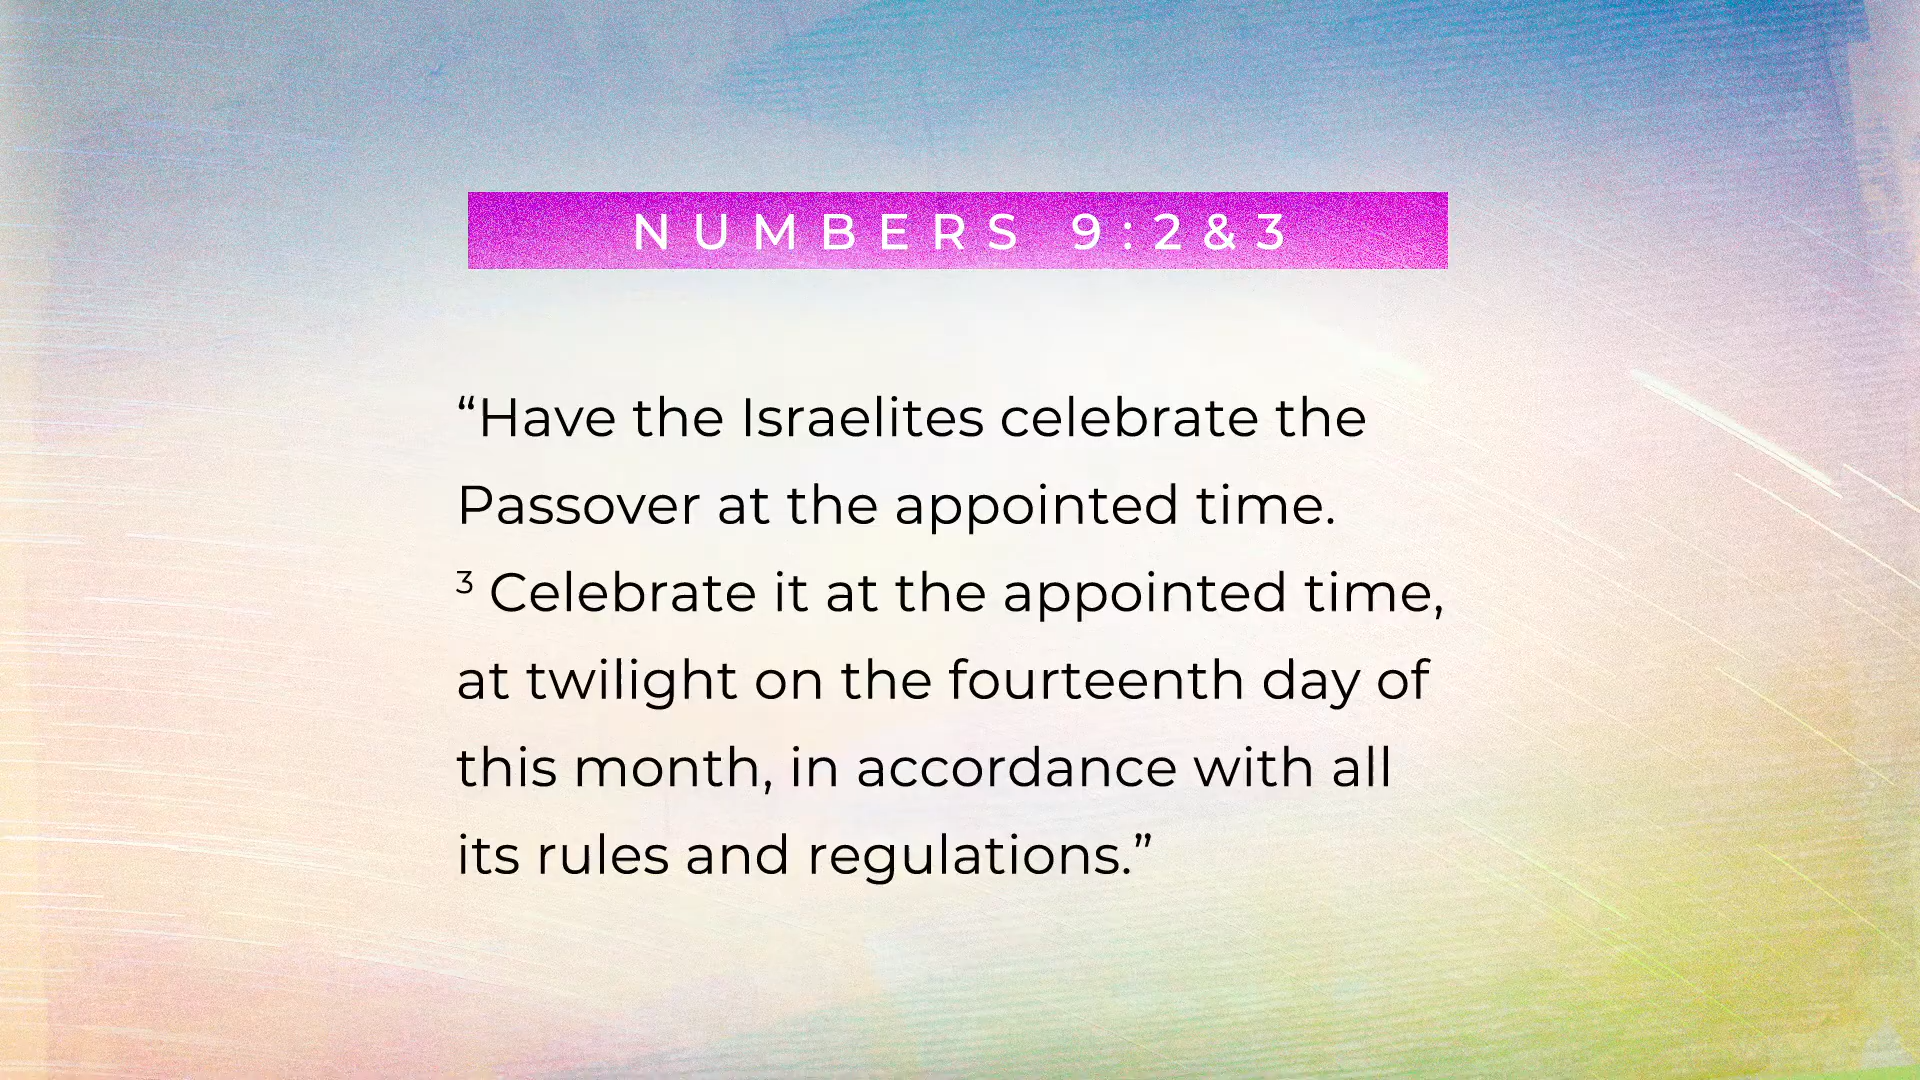 NUMBERS 9:2&3
“Have the Israelites celebrate the
Passover at the appointed time.
³ Celebrate it at the appointed time,
at twilight on the fourteenth day of
this month, in accordance with all
its rules and regulations.”